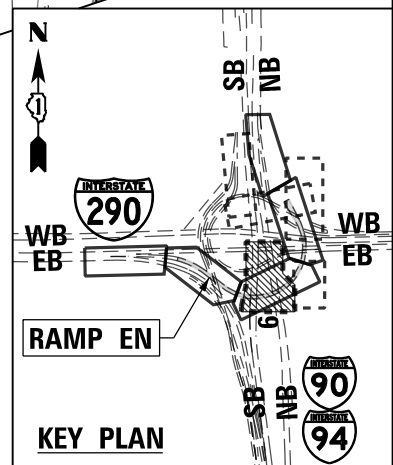 N
1
SB
NB
INTERSTATE
290
WB
EB
WB
EB
RAMP EN
6
SB
NB
INTERSTATE
90
INTERSTATE
94
KEY PLAN